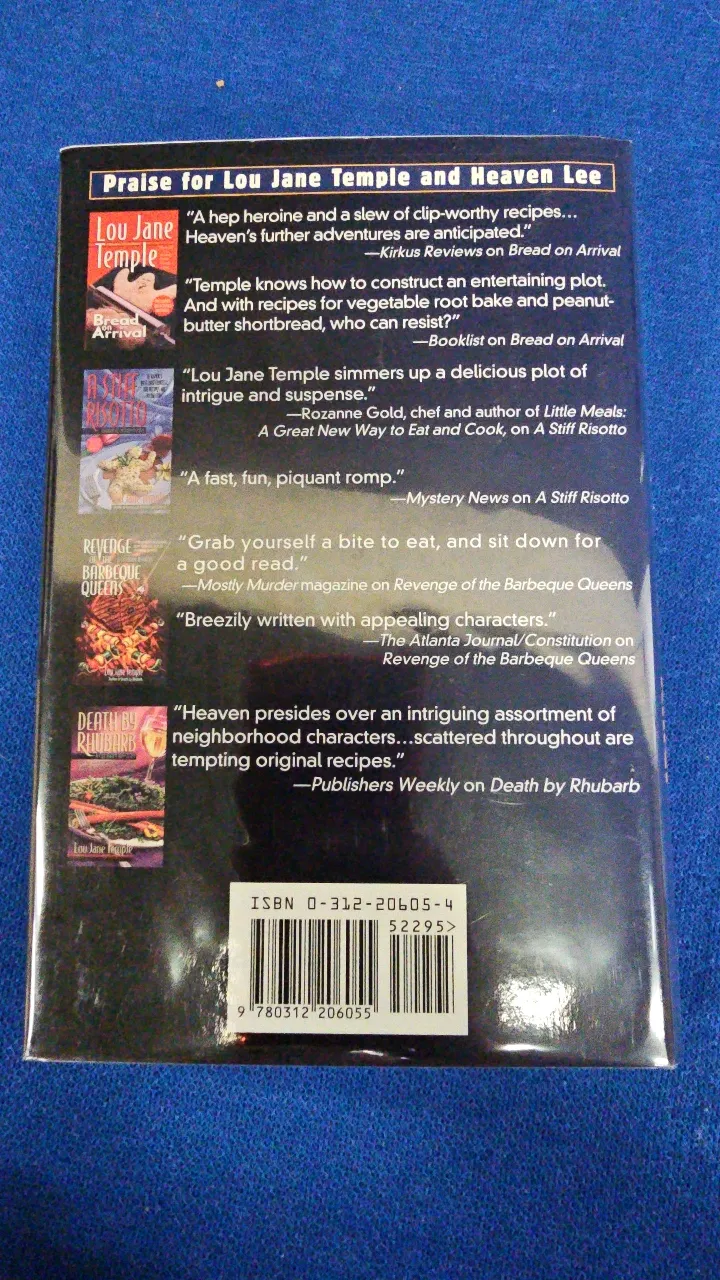 Praise for Lou Jane Temple and Heaven Lee
Lou Jane
Temple
Bread
on
Arrival
"A hep heroine and a slew of clip-worthy recipes...
Heaven's further adventures are anticipated."
—Kirkus Reviews on Bread on Arrival
"Temple knows how to construct an entertaining plot.
And with recipes for vegetable root bake and peanut-
butter shortbread, who can resist?"
—Booklist on Bread on Arrival
A STIFF
RISOTTO
"Lou Jane Temple simmers up a delicious plot of
intrigue and suspense."
—Rozanne Gold, chef and author of Little Meals:
A Great New Way to Eat and Cook, on A Stiff Risotto
"A fast, fun, piquant romp."
—Mystery News on A Stiff Risotto
REVENGE
OF THE
BARBEQUE
QUEENS
Lou Jane Temple
"Grab yourself a bite to eat, and sit down for
a good read."
—Mostly Murder magazine on Revenge of the Barbeque Queens
"Breezily written with appealing characters."
—The Atlanta Journal/Constitution on
Revenge of the Barbeque Queens
DEATH BY
RHUBARB
Lou Jane Temple
"Heaven presides over an intriguing assortment of
neighborhood characters...scattered throughout are
tempting original recipes."
—Publishers Weekly on Death by Rhubarb
ISBN 0-312-20605-4
52295>
9 780312 206055